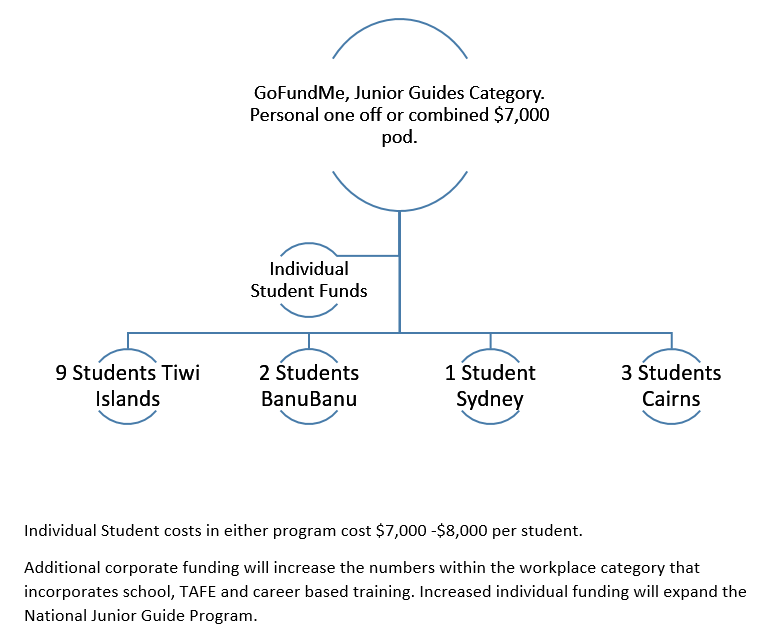 GoFundMe, Junior Guides Category.
Personal one off or combined $7,000
pod.
Individual
Student Funds
9 Students Tiwi
Islands
2 Students
BanuBanu
1 Student
Sydney
3 Students
Cairns
Individual Student costs in either program cost $7,000 -$8,000 per student.
Additional corporate funding will increase the numbers within the workplace category that
incorporates school, TAFE and career based training. Increased individual funding will expand the
National Junior Guide Program.